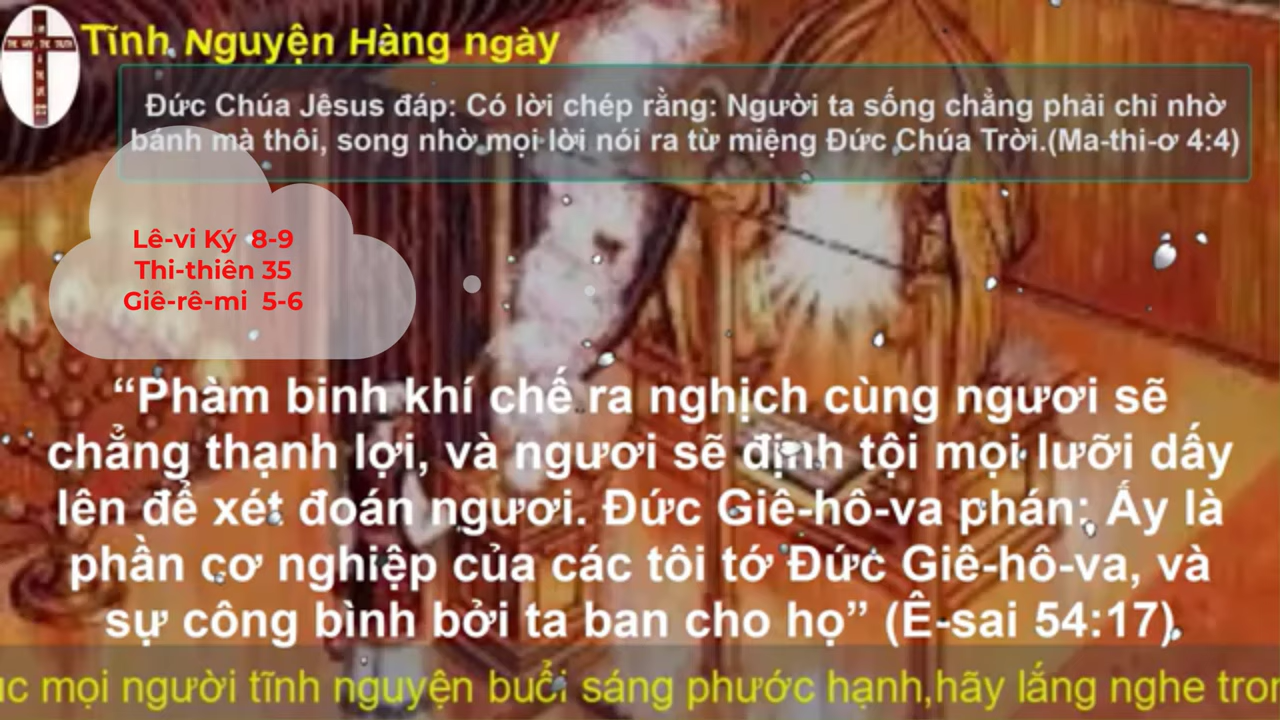 Tĩnh Nguyện Hàng ngày
Đức Chúa Jêsus đáp: Có lời chép rằng: Người ta sống chẳng phải chỉ nhờ
bánh mà thôi, song nhờ mọi lời nói ra từ miệng Đức Chúa Trời.(Ma-thi-ơ 4:4)
Lê-vi Ký 8-9
Thi-thiên 35
Giê-rê-mi 5-6
“Phàm binh khí chế ra nghịch cùng ngươi sẽ
chẳng thạnh lợi, và ngươi sẽ định tội mọi lưỡi dấy
lên để xét đoán ngươi. Đức Giê-hô-va phán: Ấy là
phần cơ nghiệp của các tôi tớ Đức Giê-hô-va, và
sự công bình bởi ta ban cho họ” (Ê-sai 54:17)
mọi người tĩnh nguyện buổi sáng phước hạnh,hãy lắng nghe